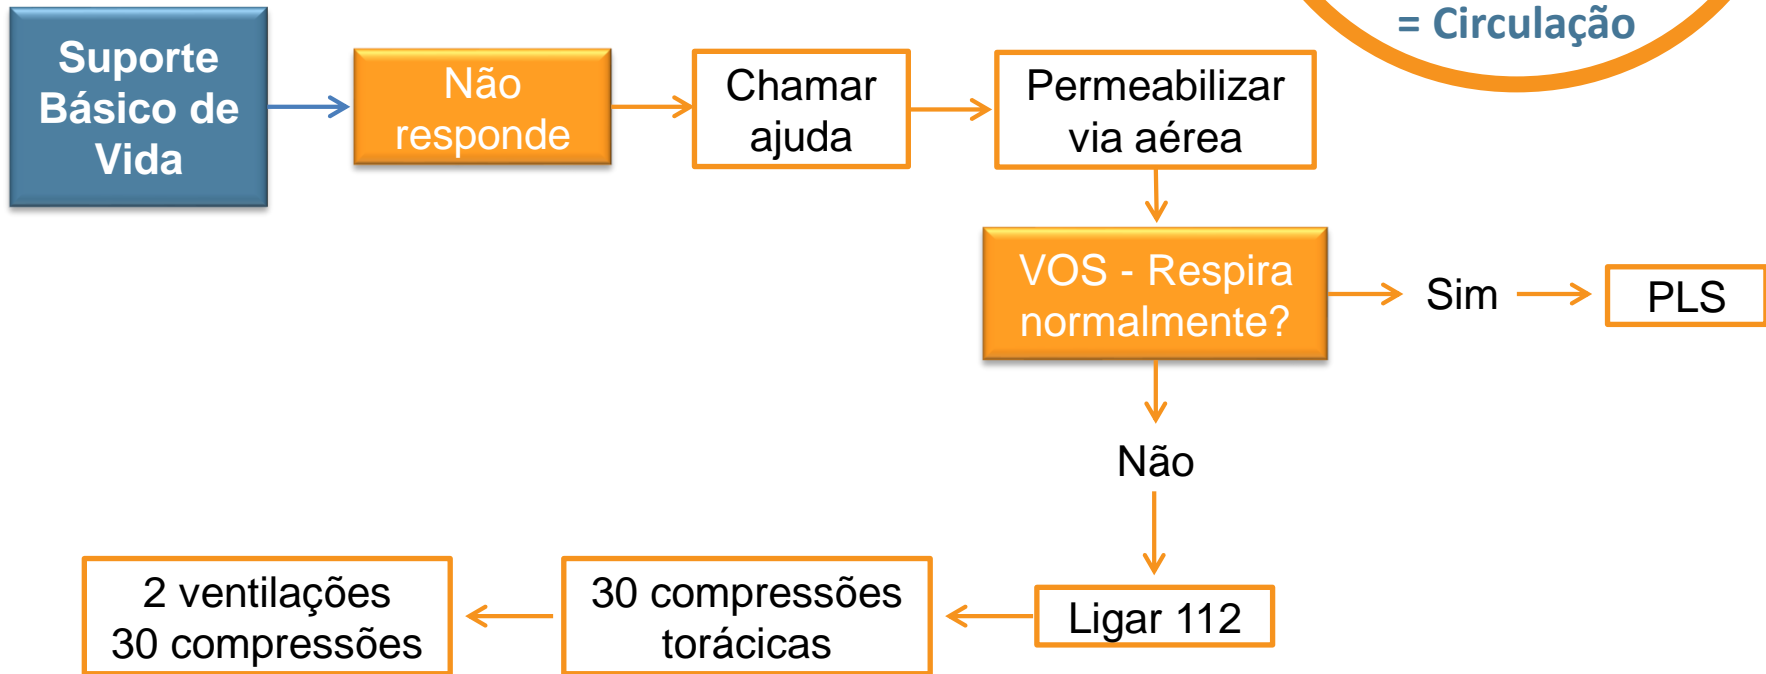 = Circulação
Suporte
Básico de
Vida
Não
responde
Chamar
ajuda
Permeabilizar
via aérea
VOS - Respira
normalmente?
Sim
PLS
Não
Ligar 112
30 compressões
torácicas
2 ventilações
30 compressões